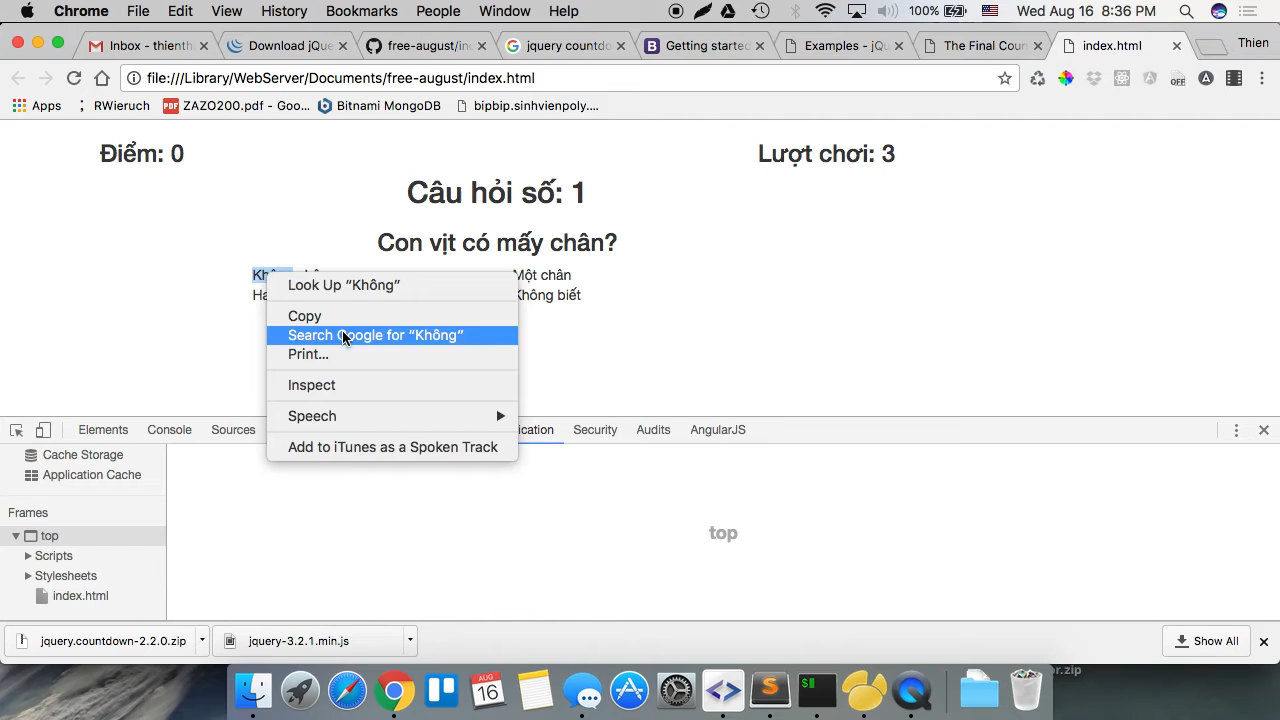 Chrome File Edit View History Bookmarks People Window Help 100% Wed Aug 16 8:36 PM
Inbox - thienth Download jQue free-august/in jquery countdo Getting started Examples - jQu The Final Coun index.html Thien
file:///Library/WebServer/Documents/free-august/index.html OFF
Apps RWieruch ZAZO200.pdf - Goo... Bitnami MongoDB bipbip.sinhvienpoly....
Điểm: 0 Lượt chơi: 3
Câu hỏi số: 1
Con vịt có mấy chân?
Một chân
Không biết
Look Up “Không”
Copy
Search Google for “Không”
Print...
Inspect
Speech
Add to iTunes as a Spoken Track
Elements Console Sources Security Audits AngularJS
Cache Storage
Application Cache
Frames
top
Scripts
Stylesheets
index.html
top
jquery.countdown-2.2.0.zip jquery-3.2.1.min.js Show All
AUG
16